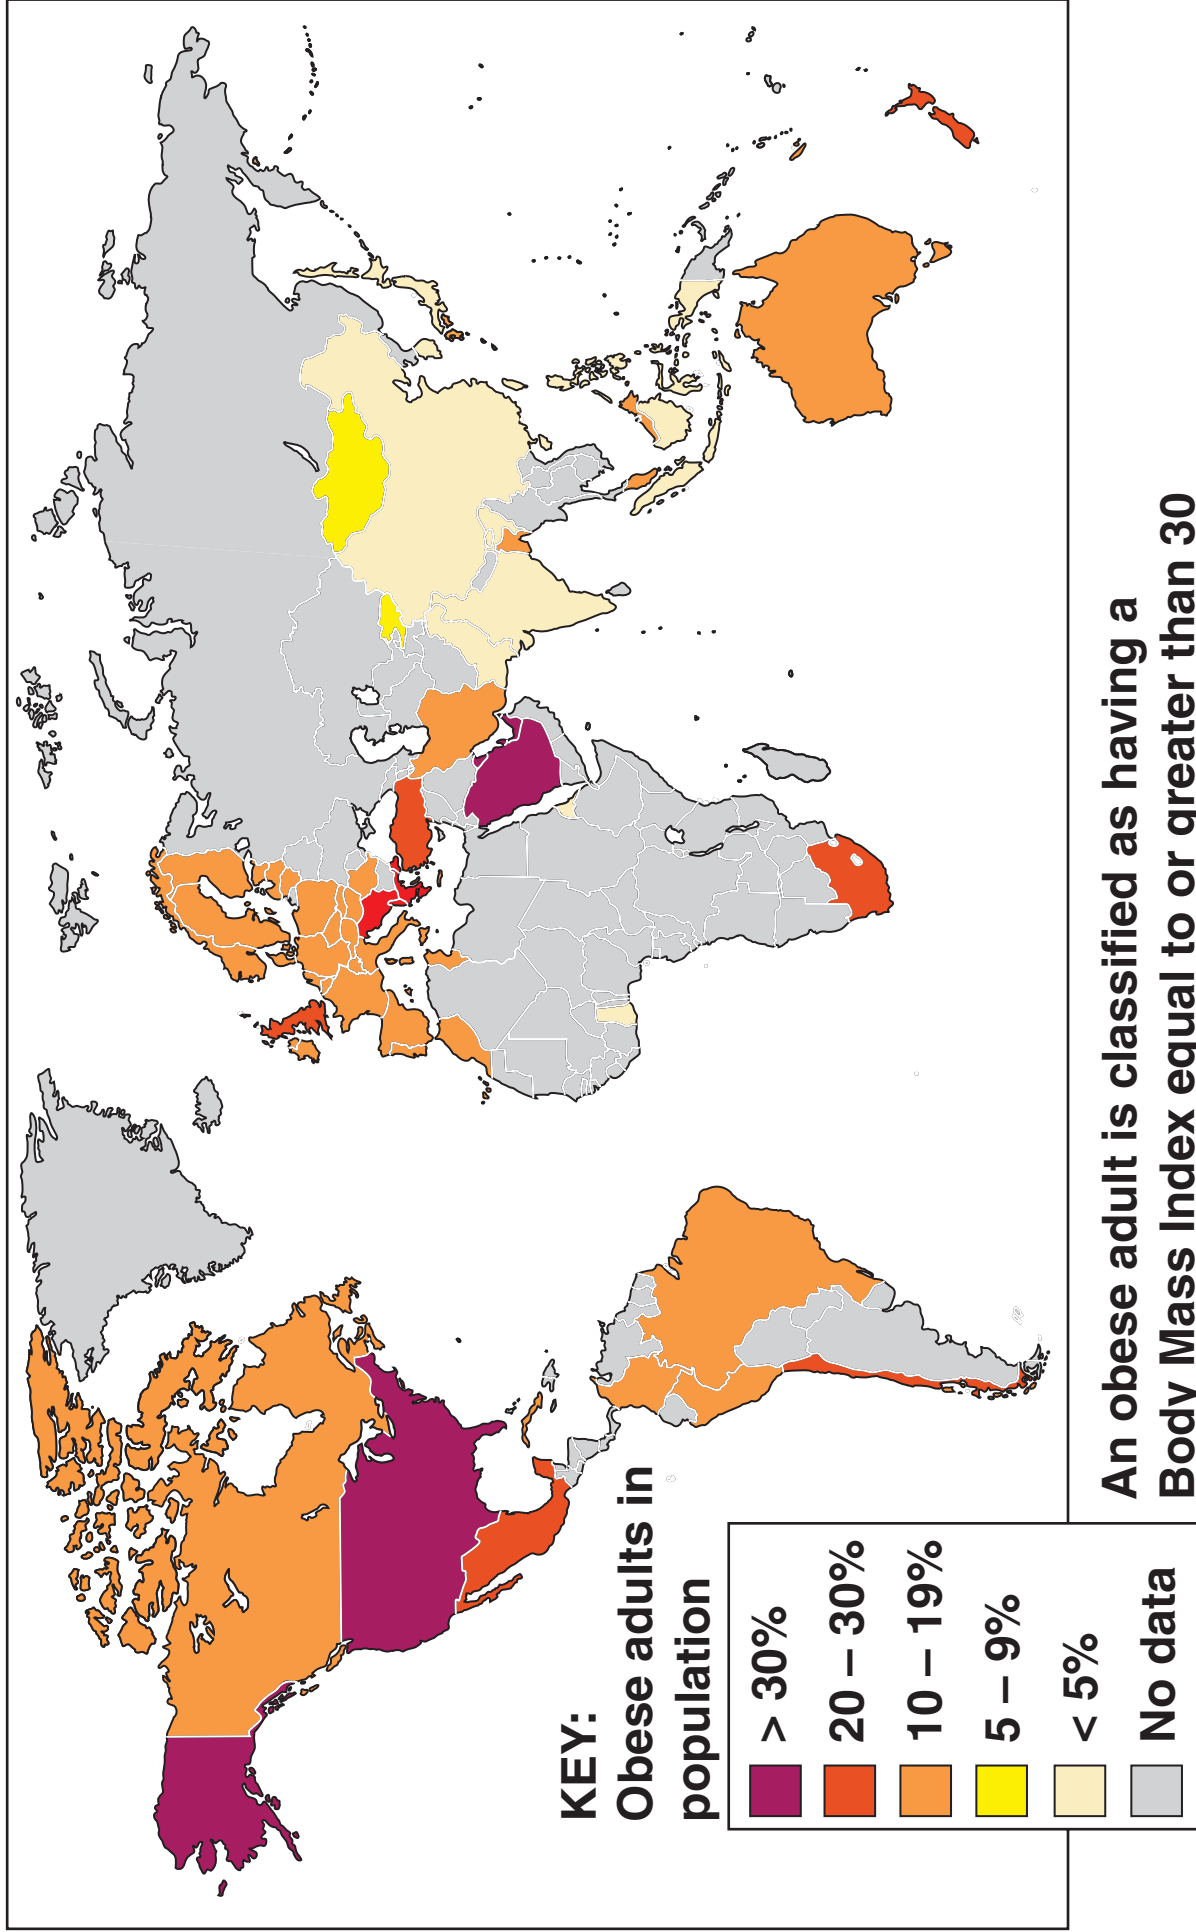 KEY:
Obese adults in
population
> 30%
20 – 30%
10 – 19%
5 – 9%
< 5%
No data
An obese adult is classified as having a
Body Mass Index equal to or greater than 30